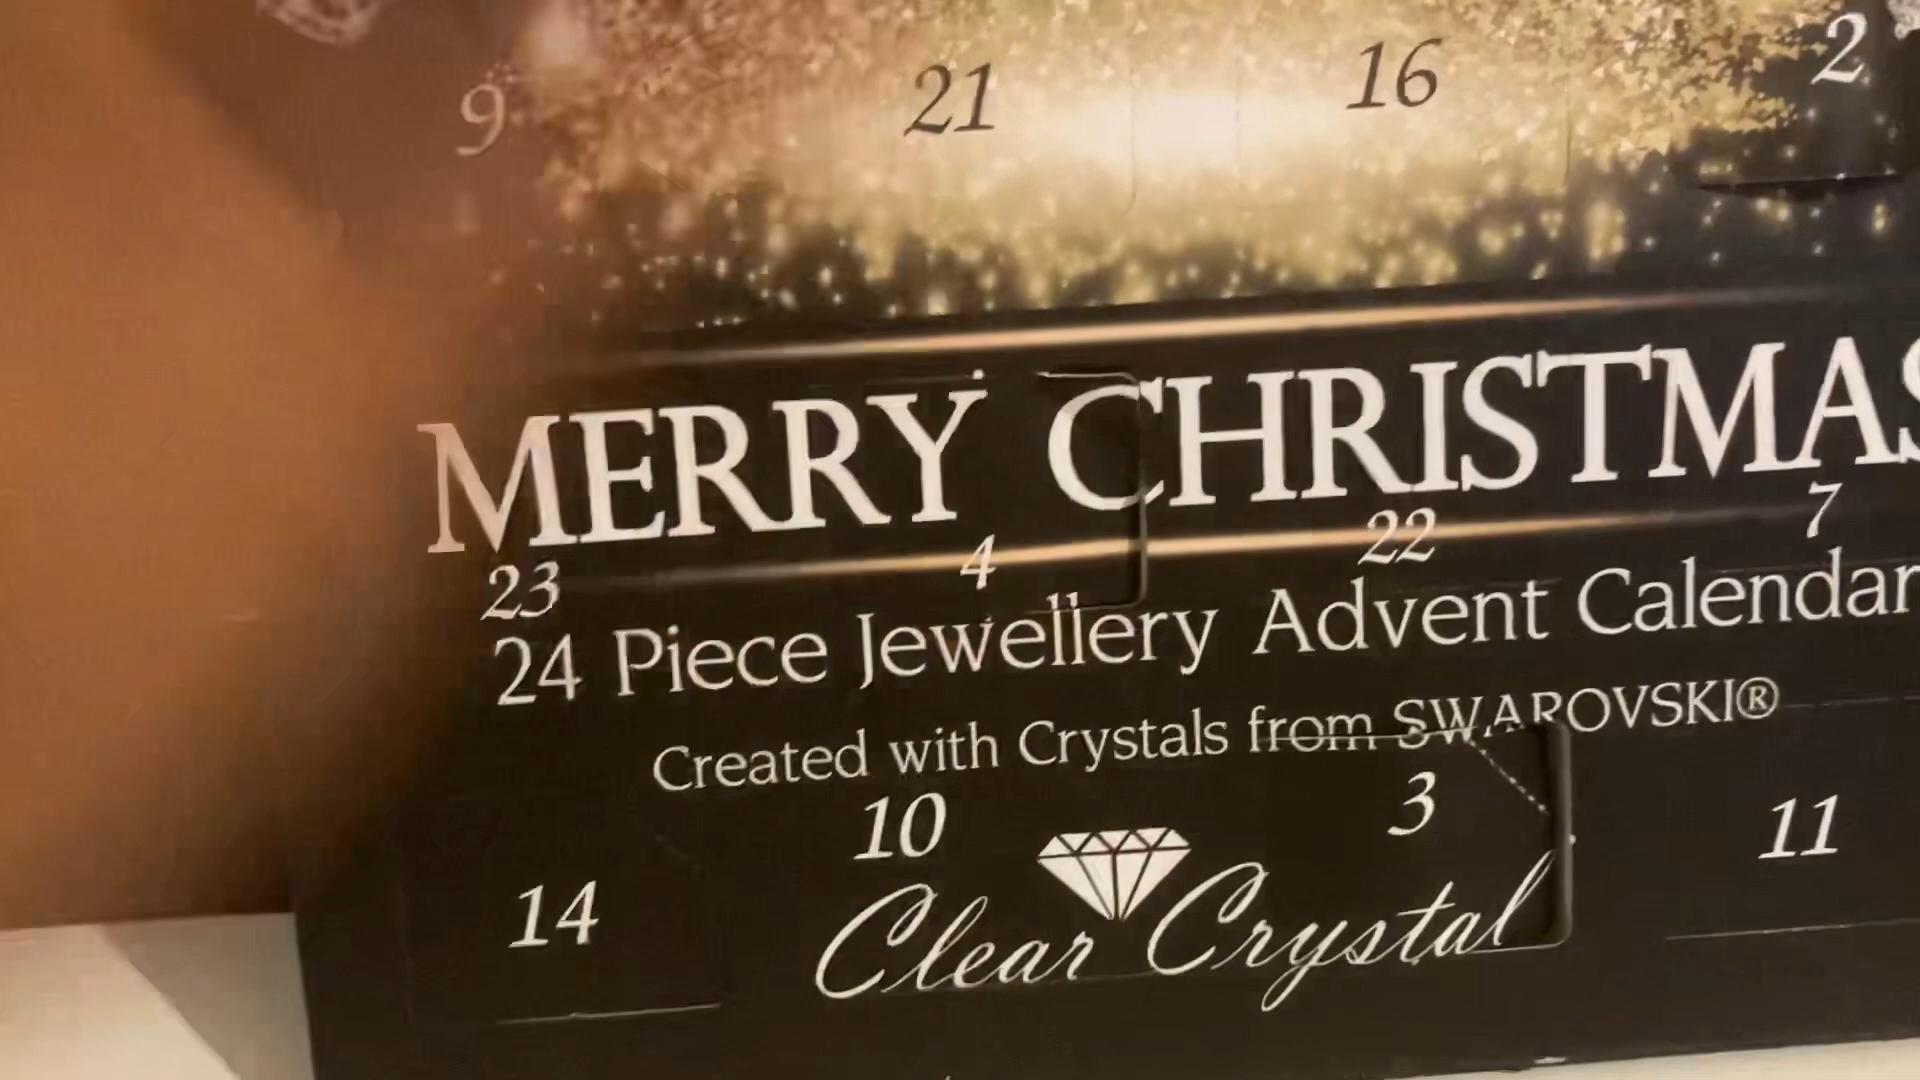 9 21 16 2
MERRY CHRISTMAS
23 4 22 7
24 Piece Jewellery Advent Calendar
Created with Crystals from SWAROVSKI®
10 3 11
14
Clear Crystal